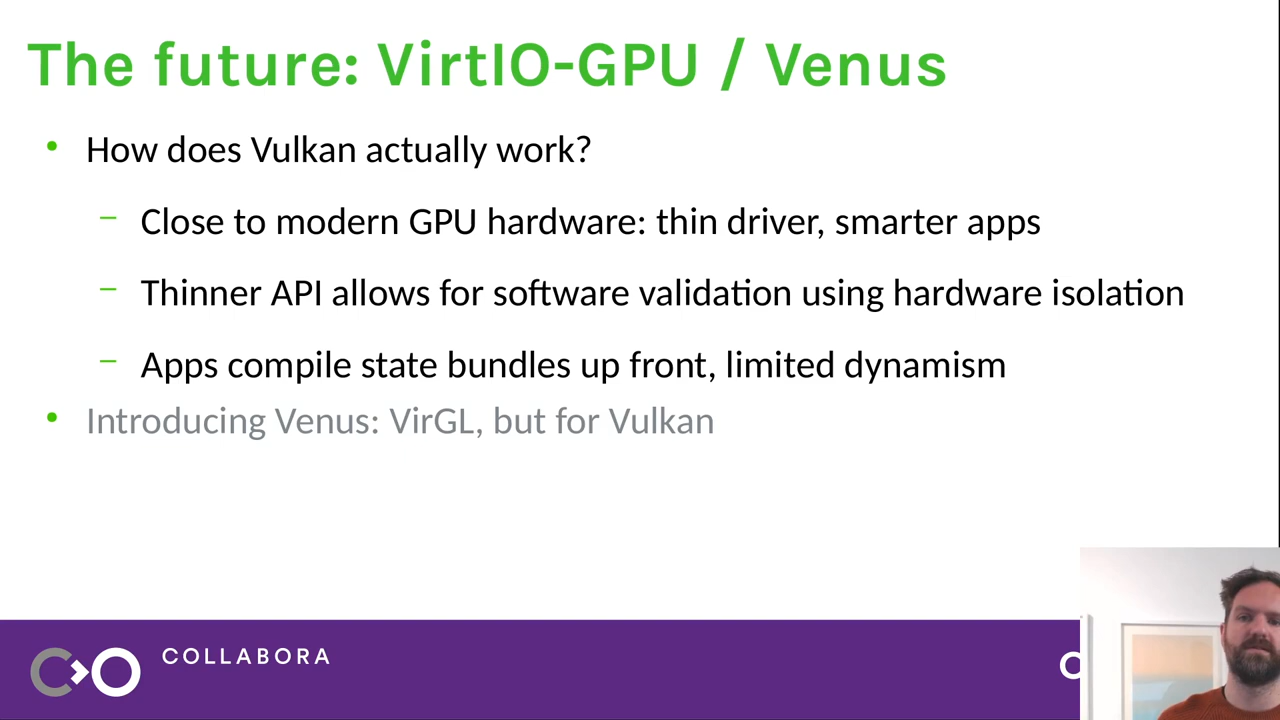 The future: VirtIO-GPU / Venus
• How does Vulkan actually work?
– Close to modern GPU hardware: thin driver, smarter apps
– Thinner API allows for software validation using hardware isolation
– Apps compile state bundles up front, limited dynamism
• Introducing Venus: VirGL, but for Vulkan
COLLABORA